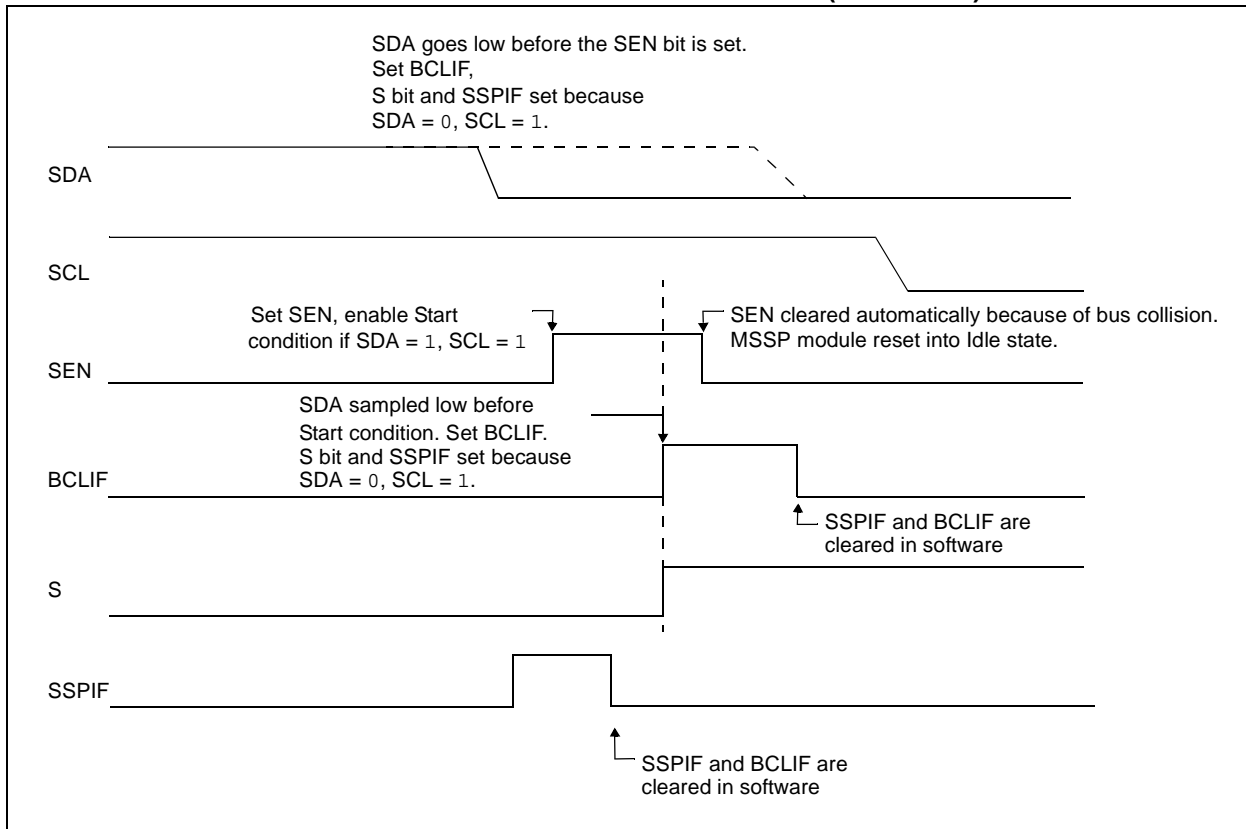 SDA goes low before the SEN bit is set.
Set BCLIF,
S bit and SSPIF set because
SDA = 0, SCL = 1.
SDA
SCL
Set SEN, enable Start
condition if SDA = 1, SCL = 1
SEN cleared automatically because of bus collision.
MSSP module reset into Idle state.
SEN
SDA sampled low before
Start condition. Set BCLIF.
S bit and SSPIF set because
SDA = 0, SCL = 1.
BCLIF
SSPIF and BCLIF are
cleared in software
S
SSPIF
SSPIF and BCLIF are
cleared in software